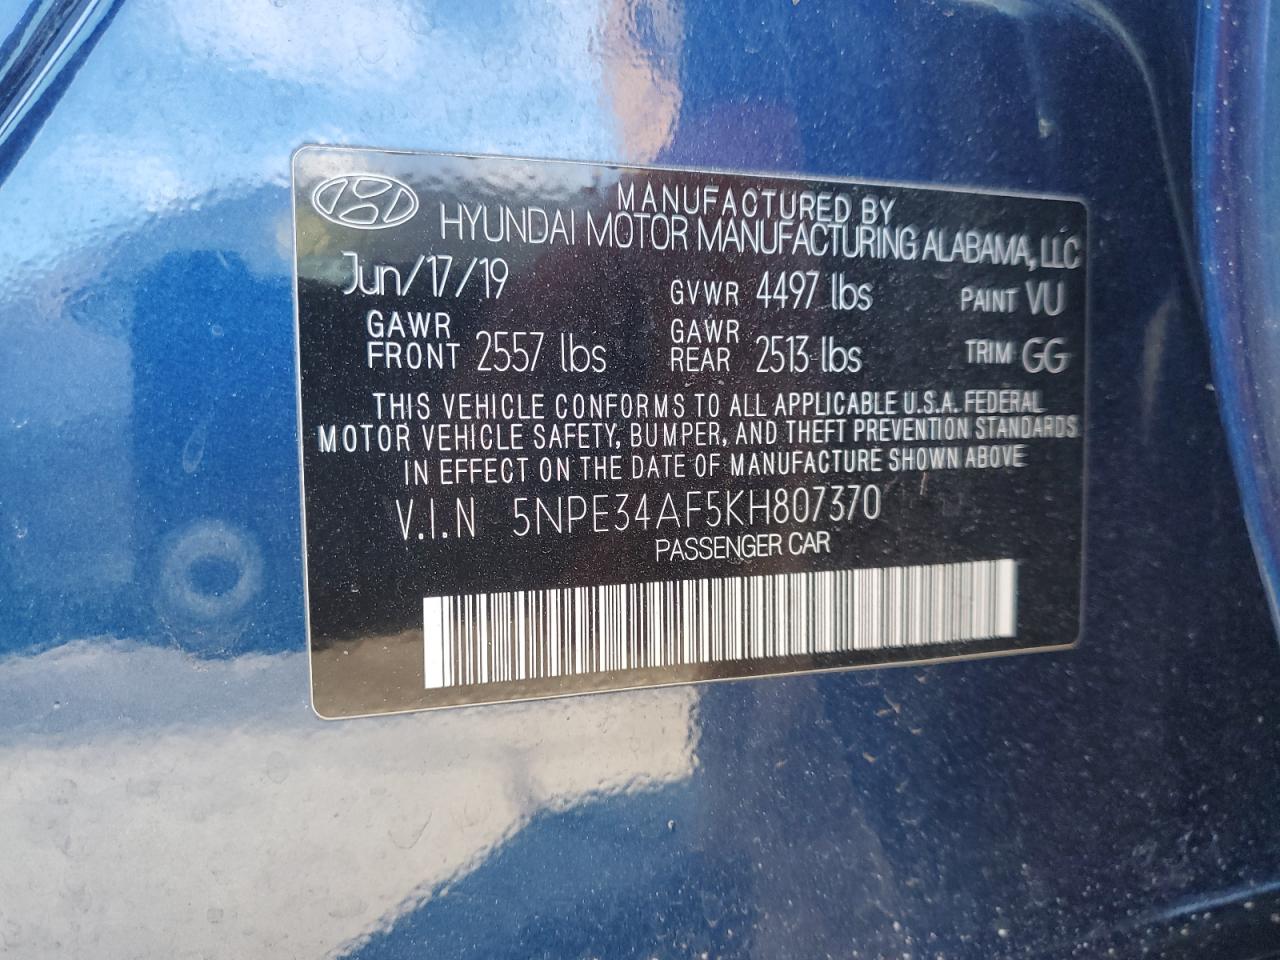 MANUFACTURED BY
HYUNDAI MOTOR MANUFACTURING ALABAMA, LLC
Jun/17/19 GVWR 4497 lbs PAINT VU
GAWR FRONT 2557 lbs GAWR REAR 2513 lbs TRIM GG
THIS VEHICLE CONFORMS TO ALL APPLICABLE U.S.A. FEDERAL
MOTOR VEHICLE SAFETY, BUMPER, AND THEFT PREVENTION STANDARDS
IN EFFECT ON THE DATE OF MANUFACTURE SHOWN ABOVE
V.I.N 5NPE34AF5KH807370
PASSENGER CAR